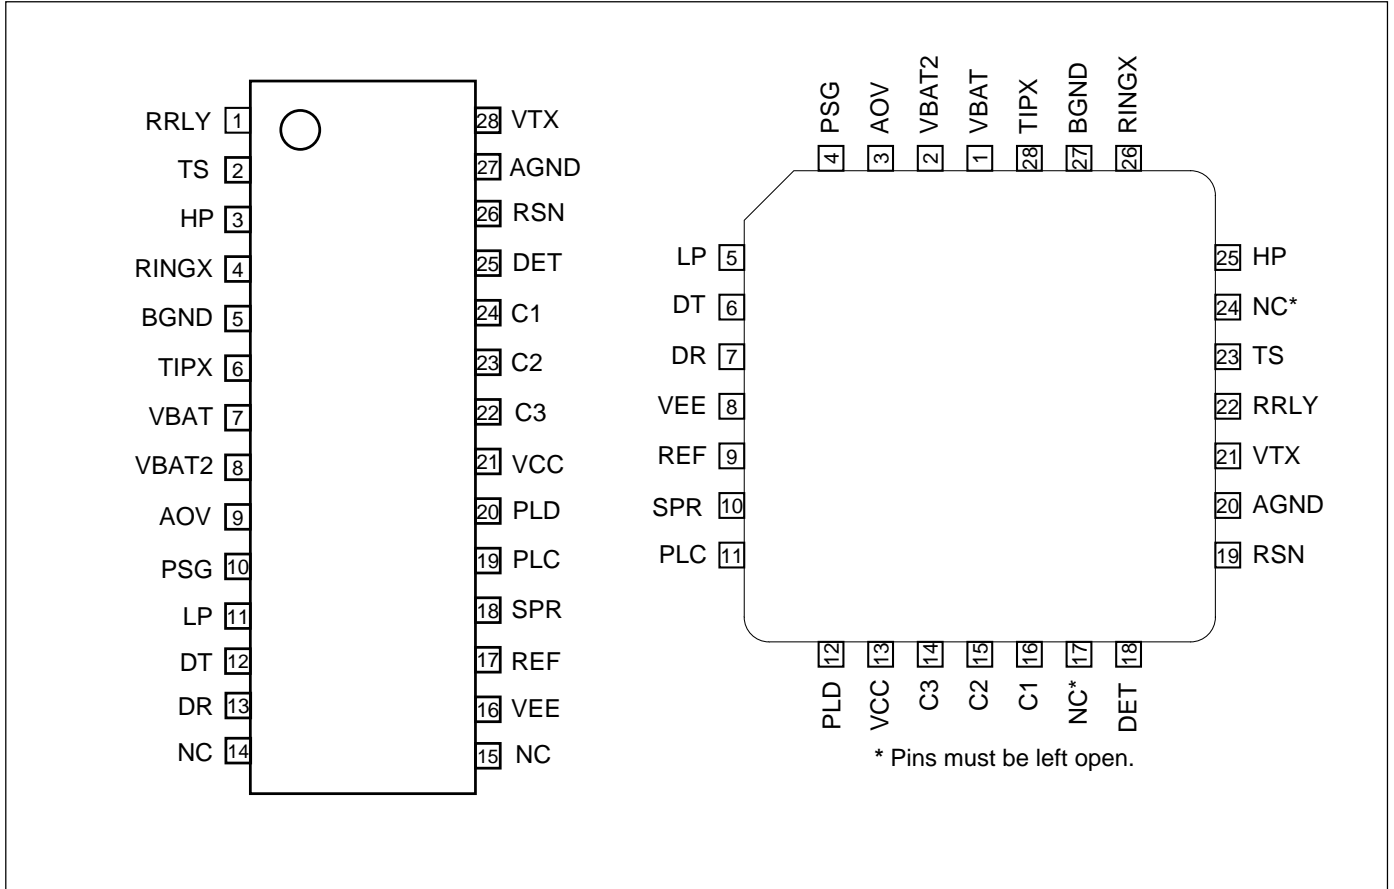 RRLY 1
TS 2
HP 3
RINGX 4
BGND 5
TIPX 6
VBAT 7
VBAT2 8
AOV 9
PSG 10
LP 11
DT 12
DR 13
NC 14
28 VTX
27 AGND
26 RSN
25 DET
24 C1
23 C2
22 C3
21 VCC
20 PLD
19 PLC
18 SPR
17 REF
16 VEE
15 NC
PSG 4
AOV 3
VBAT2 2
VBAT 1
TIPX 28
BGND 27
RINGX 26
LP 5
DT 6
DR 7
VEE 8
REF 9
SPR 10
PLC 11
25 HP
24 NC*
23 TS
22 RRLY
21 VTX
20 AGND
19 RSN
PLD 12
VCC 13
C3 14
C2 15
C1 16
NC* 17
DET 18
* Pins must be left open.